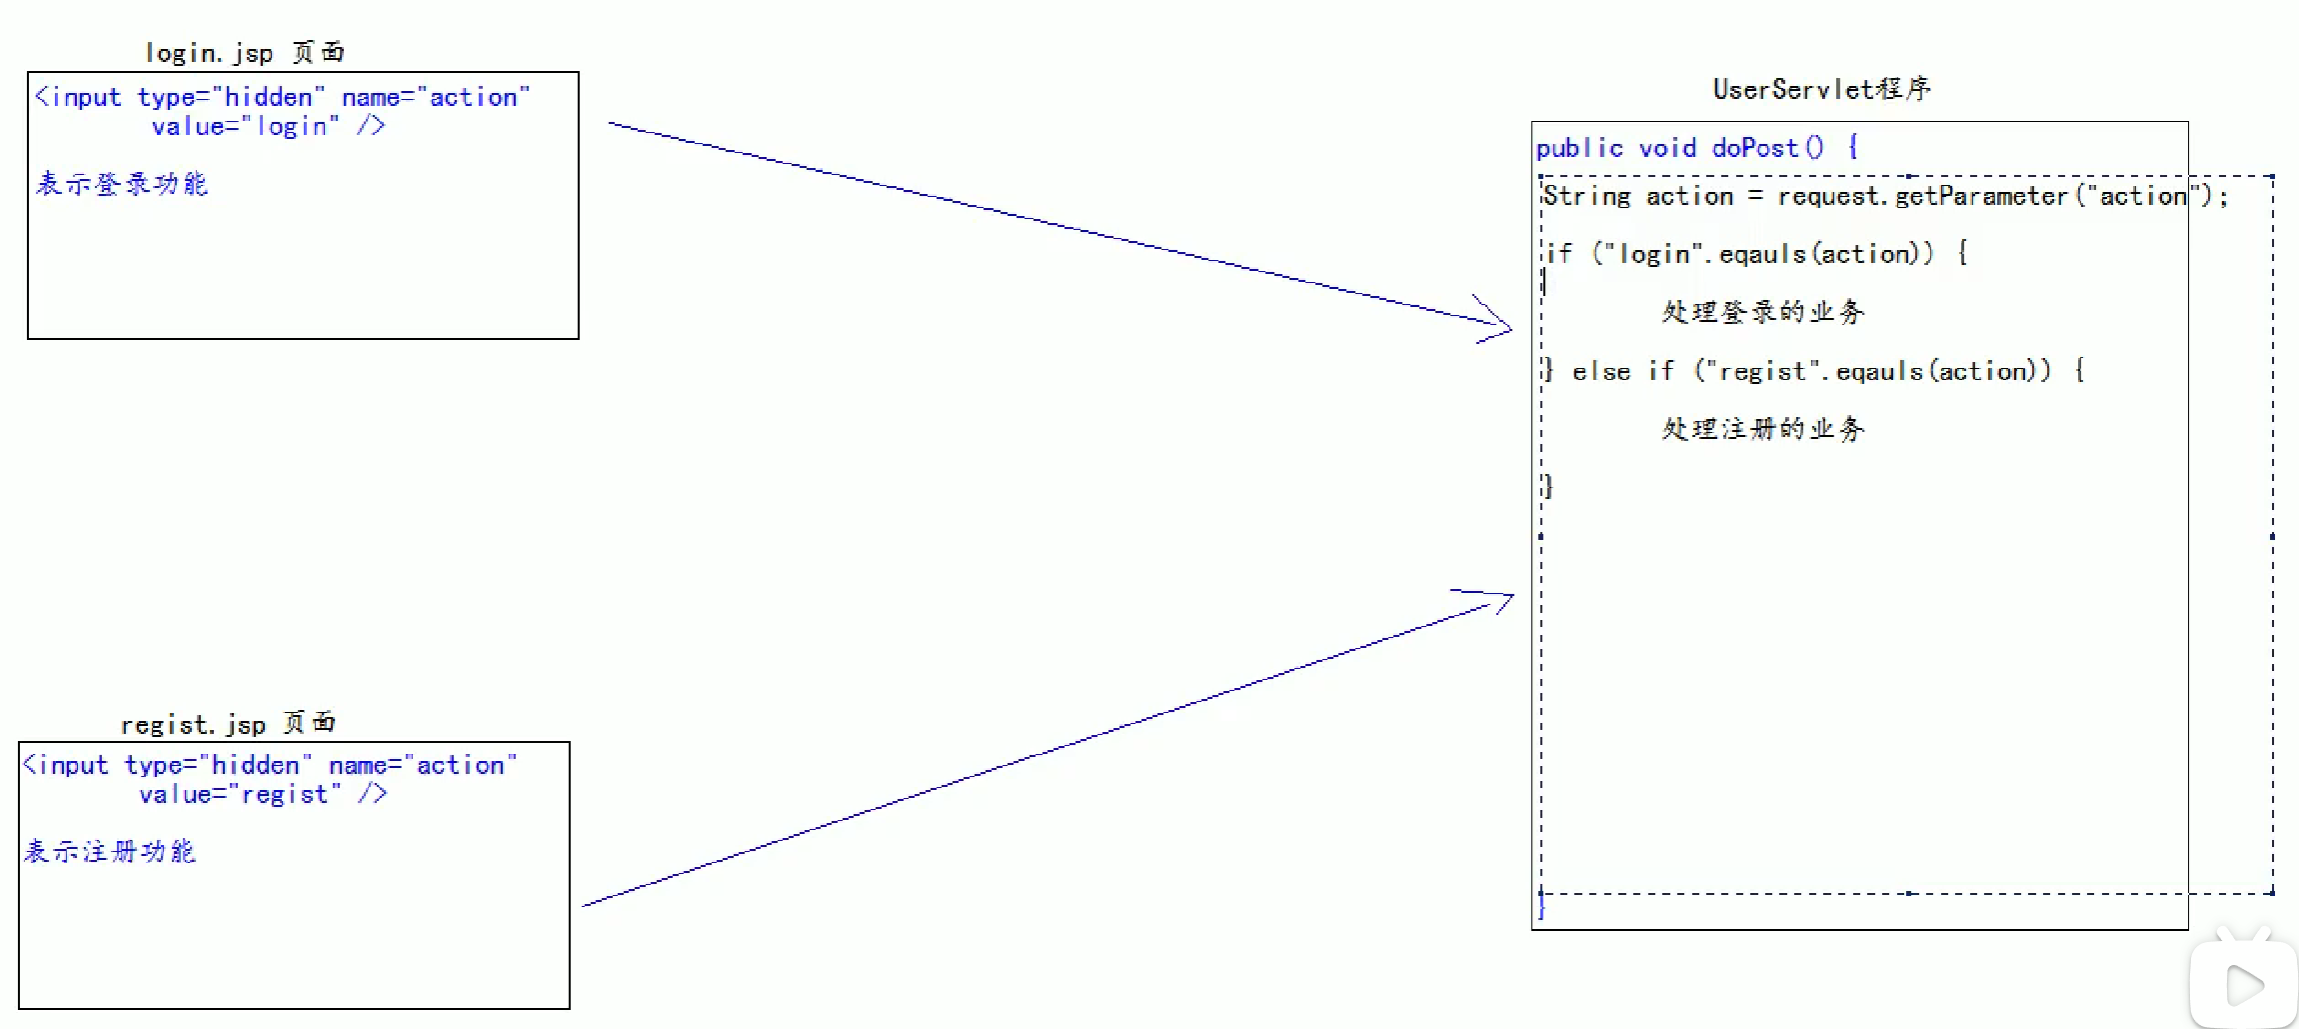 login.jsp 页面
<input type="hidden" name="action"
value="login" />
表示登录功能
regist.jsp 页面
<input type="hidden" name="action"
value="regist" />
表示注册功能
UserServlet程序
public void doPost() {
String action = request.getParameter("action");
if ("login".eqauls(action)) {
处理登录的业务
} else if ("regist".eqauls(action)) {
处理注册的业务
}
}